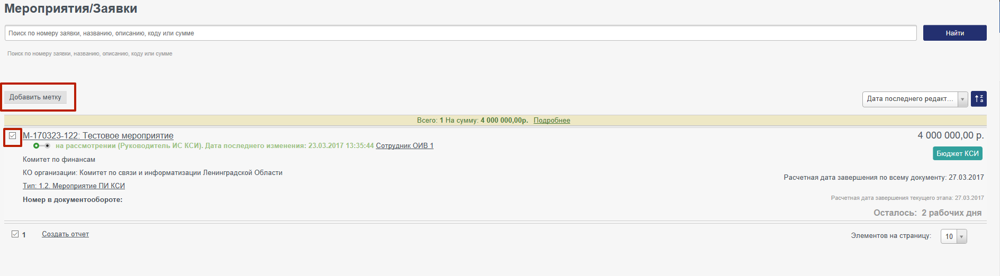 Мероприятия/Заявки
Поиск по номеру заявки, названию, описанию, коду или сумме
Найти
Поиск по номеру заявки, названию, описанию, коду или сумме
Добавить метку
Дата последнего редакт...
z
a
Всего: 1 На сумму: 4 000 000,00р. Подробнее
М-170323-122: Тестовое мероприятие
4 000 000,00 р.
на рассмотрении (Руководитель ИС КСИ). Дата последнего изменения: 23.03.2017 13:35:44 Сотрудник ОИВ 1
Бюджет КСИ
Комитет по финансам
КО организации: Комитет по связи и информатизации Ленинградской Области
Расчетная дата завершения по всему документу: 27.03.2017
Тип: 1.2. Мероприятие ПИ КСИ
Номер в документообороте:
Расчетная дата завершения текущего этапа: 27.03.2017
Осталось: 2 рабочих дня
1 Создать отчет
Элементов на страницу: 10